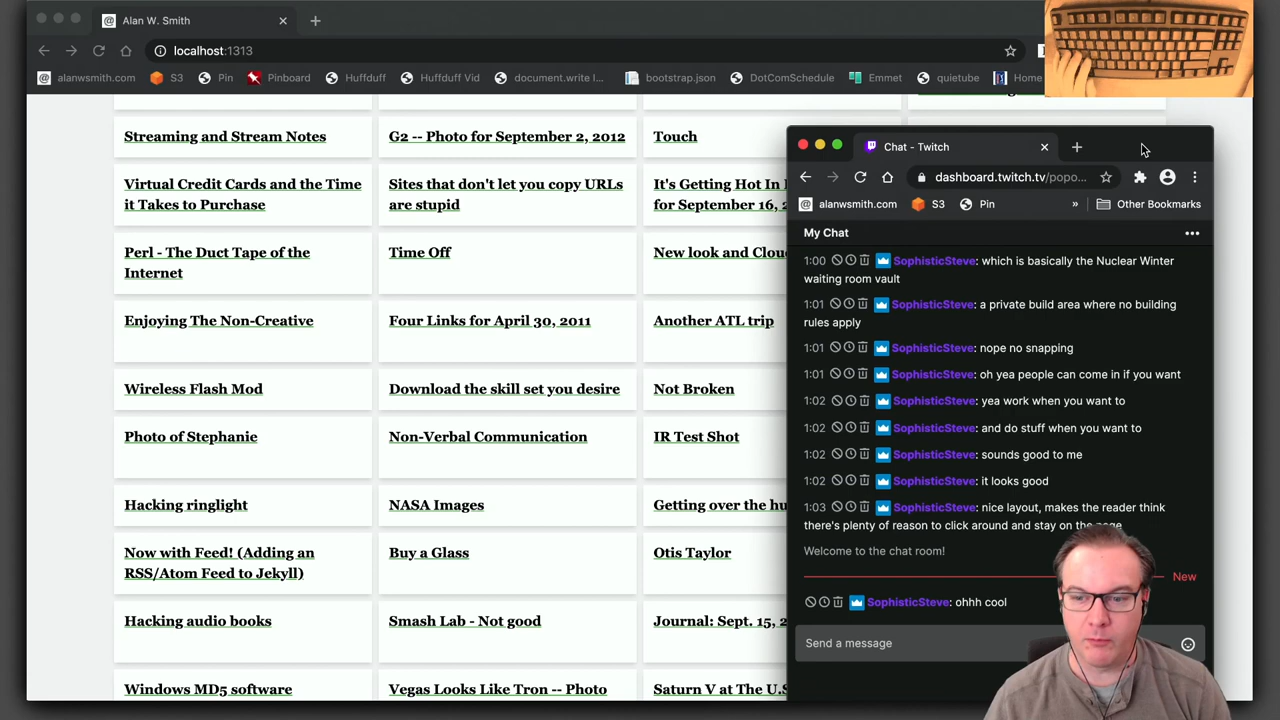 Alan W. Smith
localhost:1313
alanwsmith.com
S3
Pin
Pinboard
Huffduff
Huffduff Vid
document.write I...
bootstrap.json
DotComSchedule
Emmet
quietube
Home
Streaming and Stream Notes
G2 -- Photo for September 2, 2012
Touch
Virtual Credit Cards and the Time
it Takes to Purchase
Sites that don't let you copy URLs
are stupid
It's Getting Hot In
for September 16, 2
Perl - The Duct Tape of the
Internet
Time Off
New look and Clou
Enjoying The Non-Creative
Four Links for April 30, 2011
Another ATL trip
Wireless Flash Mod
Download the skill set you desire
Not Broken
Photo of Stephanie
Non-Verbal Communication
IR Test Shot
Hacking ringlight
NASA Images
Getting over the hu
Now with Feed! (Adding an
RSS/Atom Feed to Jekyll)
Buy a Glass
Otis Taylor
Hacking audio books
Smash Lab - Not good
Journal: Sept. 15, 2
Windows MD5 software
Vegas Looks Like Tron -- Photo
Saturn V at The U.S
Chat - Twitch
dashboard.twitch.tv/popo...
alanwsmith.com
S3
Pin
»
Other Bookmarks
My Chat
1:00 SophisticSteve: which is basically the Nuclear Winter
waiting room vault
1:01 SophisticSteve: a private build area where no building
rules apply
1:01 SophisticSteve: nope no snapping
1:01 SophisticSteve: oh yea people can come in if you want
1:02 SophisticSteve: yea work when you want to
1:02 SophisticSteve: and do stuff when you want to
1:02 SophisticSteve: sounds good to me
1:02 SophisticSteve: it looks good
1:03 SophisticSteve: nice layout, makes the reader think
there's plenty of reason to click around and stay on the page
Welcome to the chat room!
New
SophisticSteve: ohhh cool
Send a message